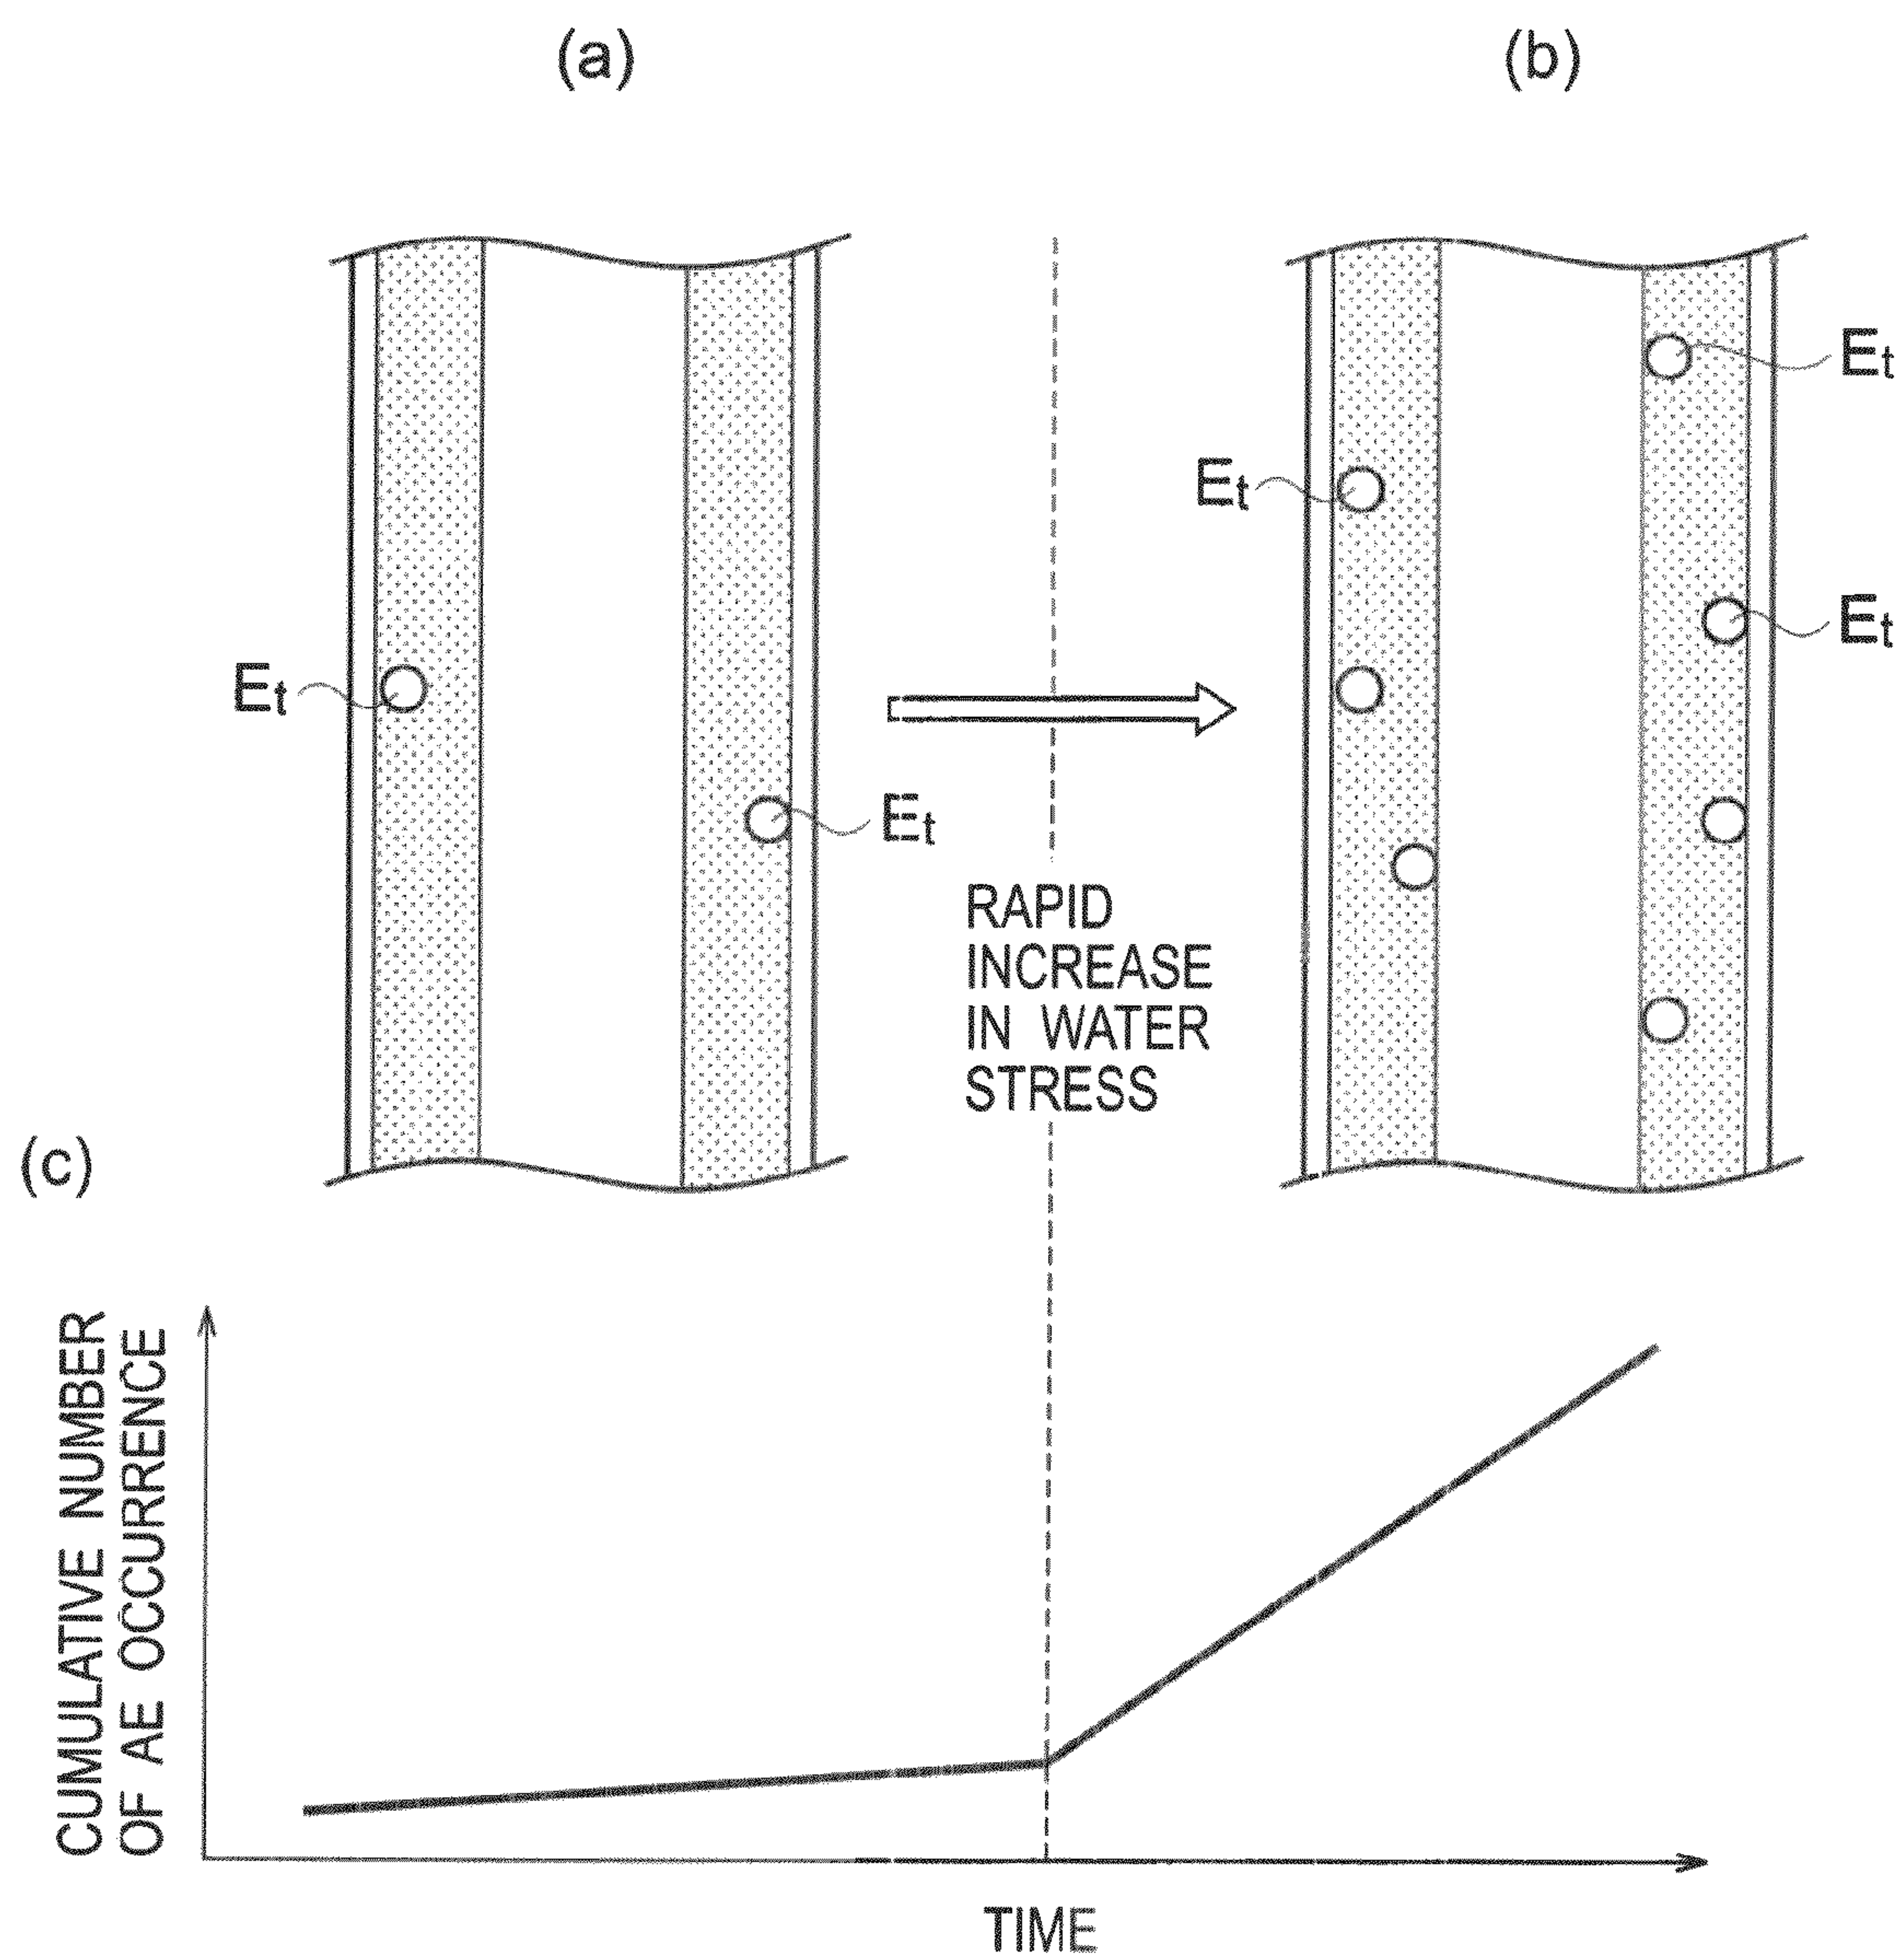 (a)
(b)
Et
Et
Et
Et
Et
RAPID
INCREASE
IN WATER
STRESS
(c)
CUMULATIVE NUMBER
OF AE OCCURRENCE
TIME